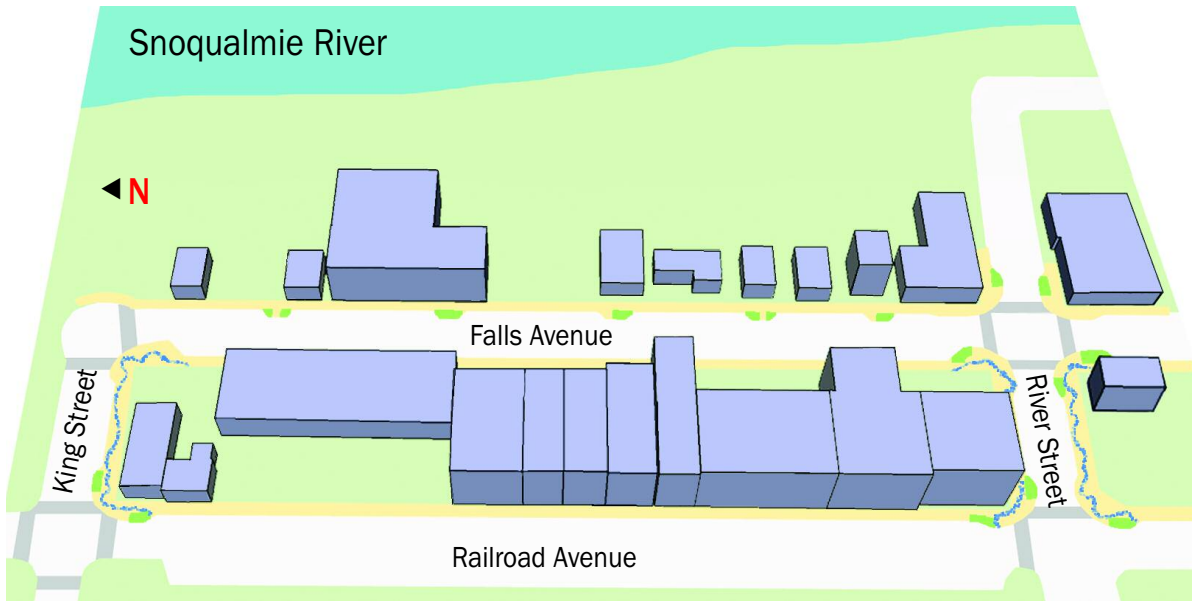 Snoqualmie River
N
Falls Avenue
King Street
River Street
Railroad Avenue